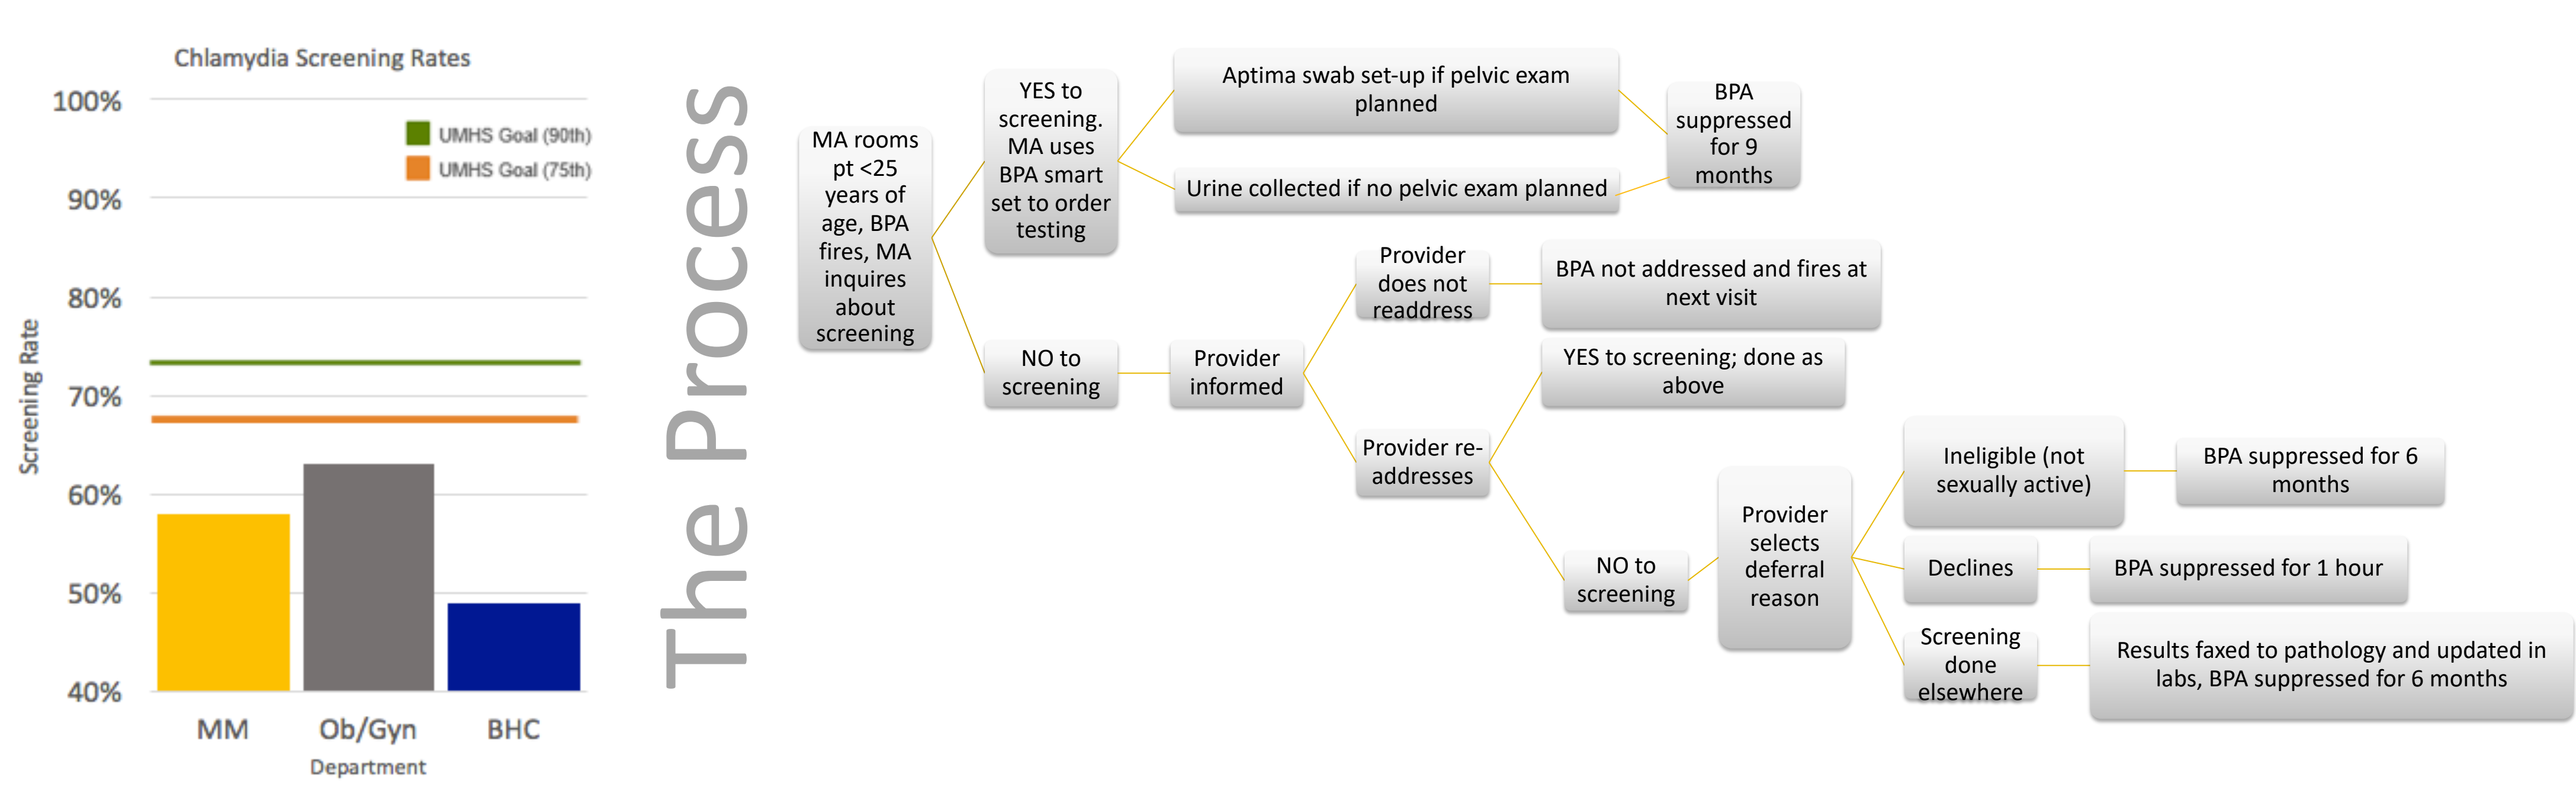 Chlamydia Screening Rates
100%
90%
80%
70%
60%
50%
40%
Screening Rate
UMHS Goal (90th)
UMHS Goal (75th)
MM
Ob/Gyn
BHC
Department
The Process
MA rooms
pt <25
years of
age, BPA
fires, MA
inquires
about
screening
YES to
screening.
MA uses
BPA smart
set to order
testing
Aptima swab set-up if pelvic exam
planned
Urine collected if no pelvic exam planned
BPA
suppressed
for 9
months
NO to
screening
Provider
informed
Provider
does not
readdress
BPA not addressed and fires at
next visit
Provider re-
addresses
YES to screening; done as
above
NO to
screening
Provider
selects
deferral
reason
Ineligible (not
sexually active)
BPA suppressed for 6
months
Declines
BPA suppressed for 1 hour
Screening
done
elsewhere
Results faxed to pathology and updated in
labs, BPA suppressed for 6 months